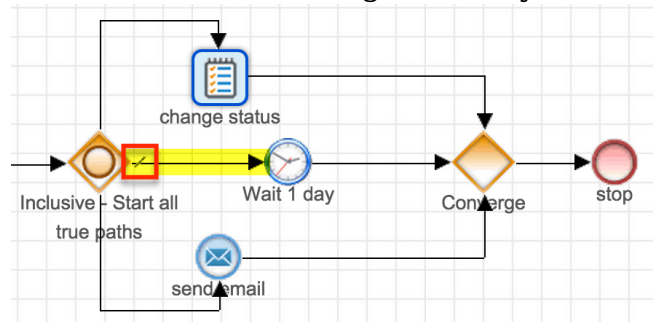 change status
Inclusive - Start all
true paths
Wait 1 day
Converge
stop
send email